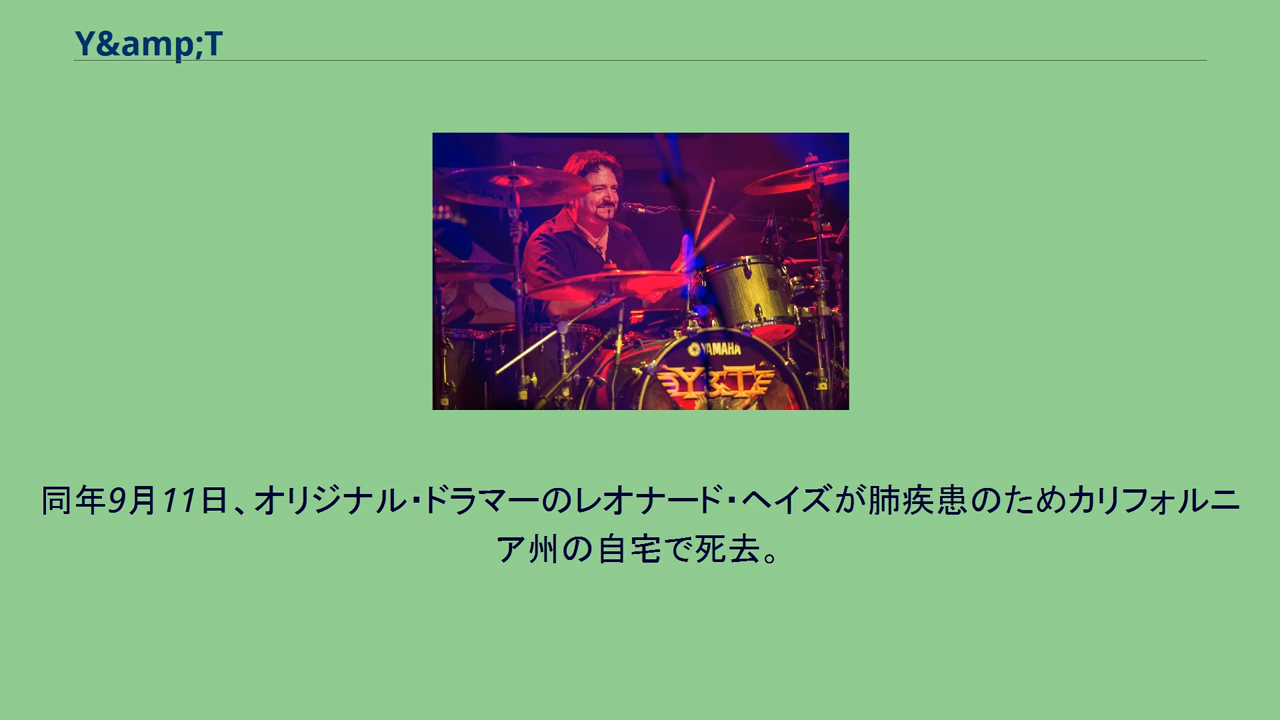 Y&amp;T
YAMAHA
Y&T
同年9月11日、オリジナル・ドラマーのレオナード・ヘイズが肺疾患のためカリフォルニ
ア州の自宅で死去。